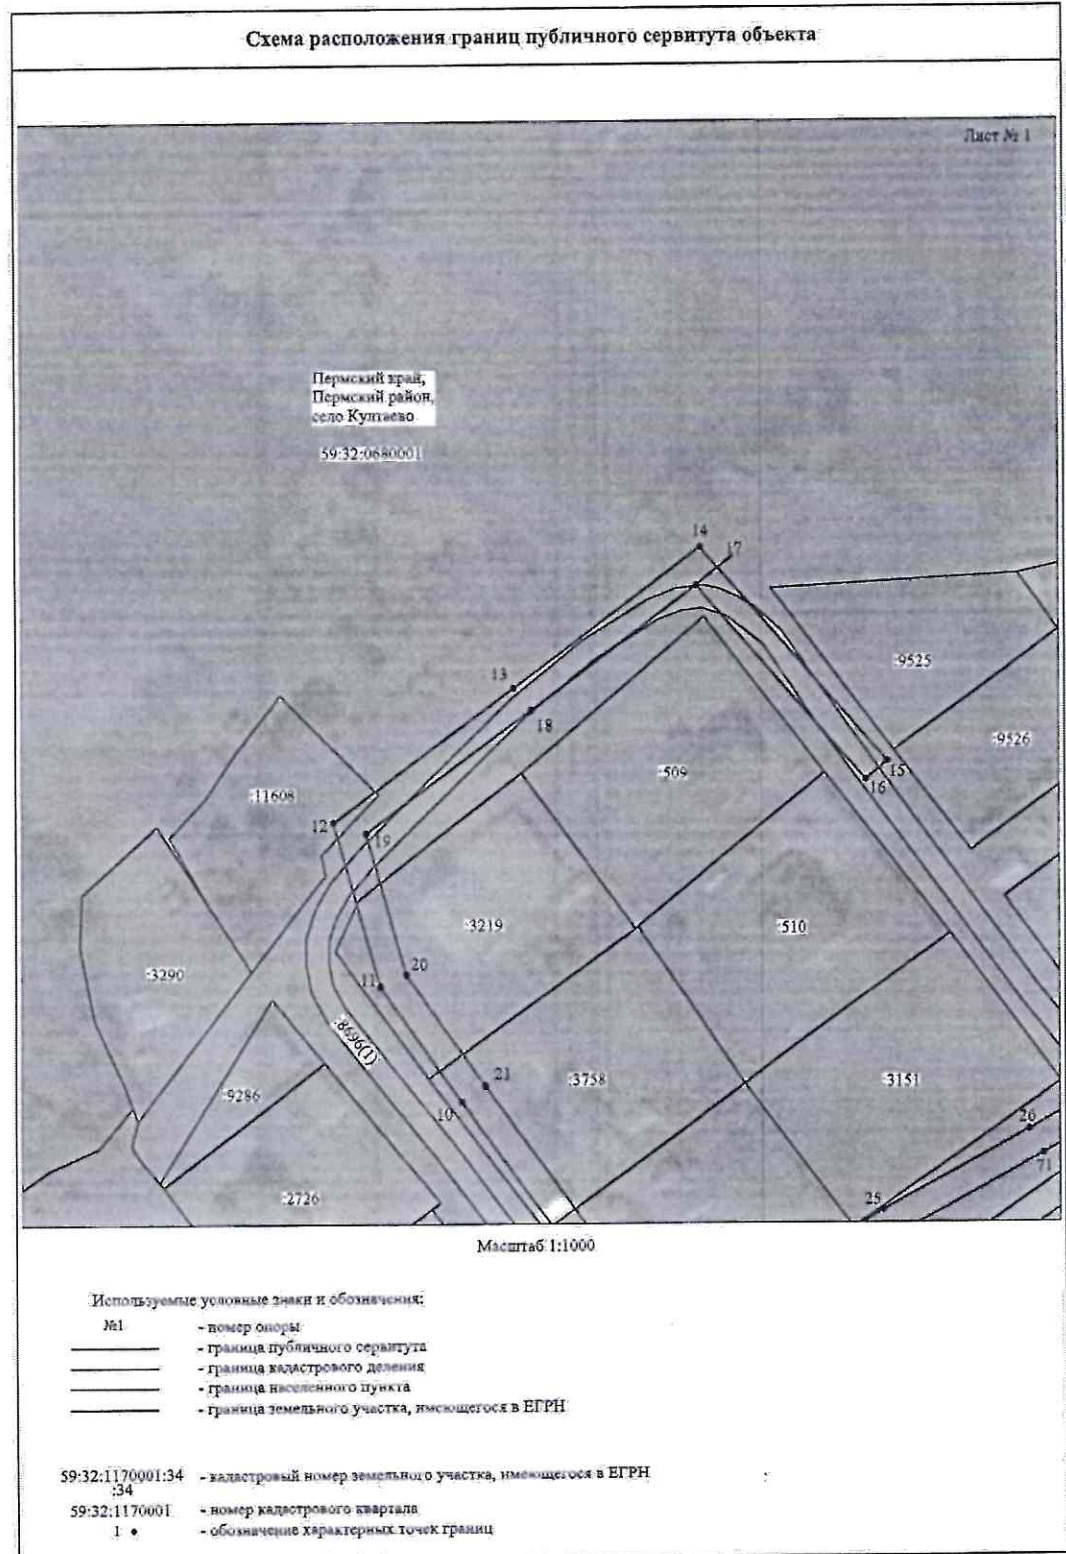 Схема расположения границ публичного сервитута объекта
Лист № 1
Пермский край,
Пермский район,
село Култаево
59:32:0680001
14
17
:9525
13
18
:9526
:509
15
16
:11608
12
19
:3219
:510
20
:3290
11
:8696(1)
21
:3758
:3151
:9286
10
26
71
25
:2726
Масштаб 1:1000
Используемые условные знаки и обозначения:
№1 - номер опоры
- граница публичного сервитута
- граница кадастрового деления
- граница населенного пункта
- граница земельного участка, имеющегося в ЕГРН
59:32:1170001:34 - кадастровый номер земельного участка, имеющегося в ЕГРН
:34
59:32:1170001 - номер кадастрового квартала
1 • - обозначение характерных точек границ